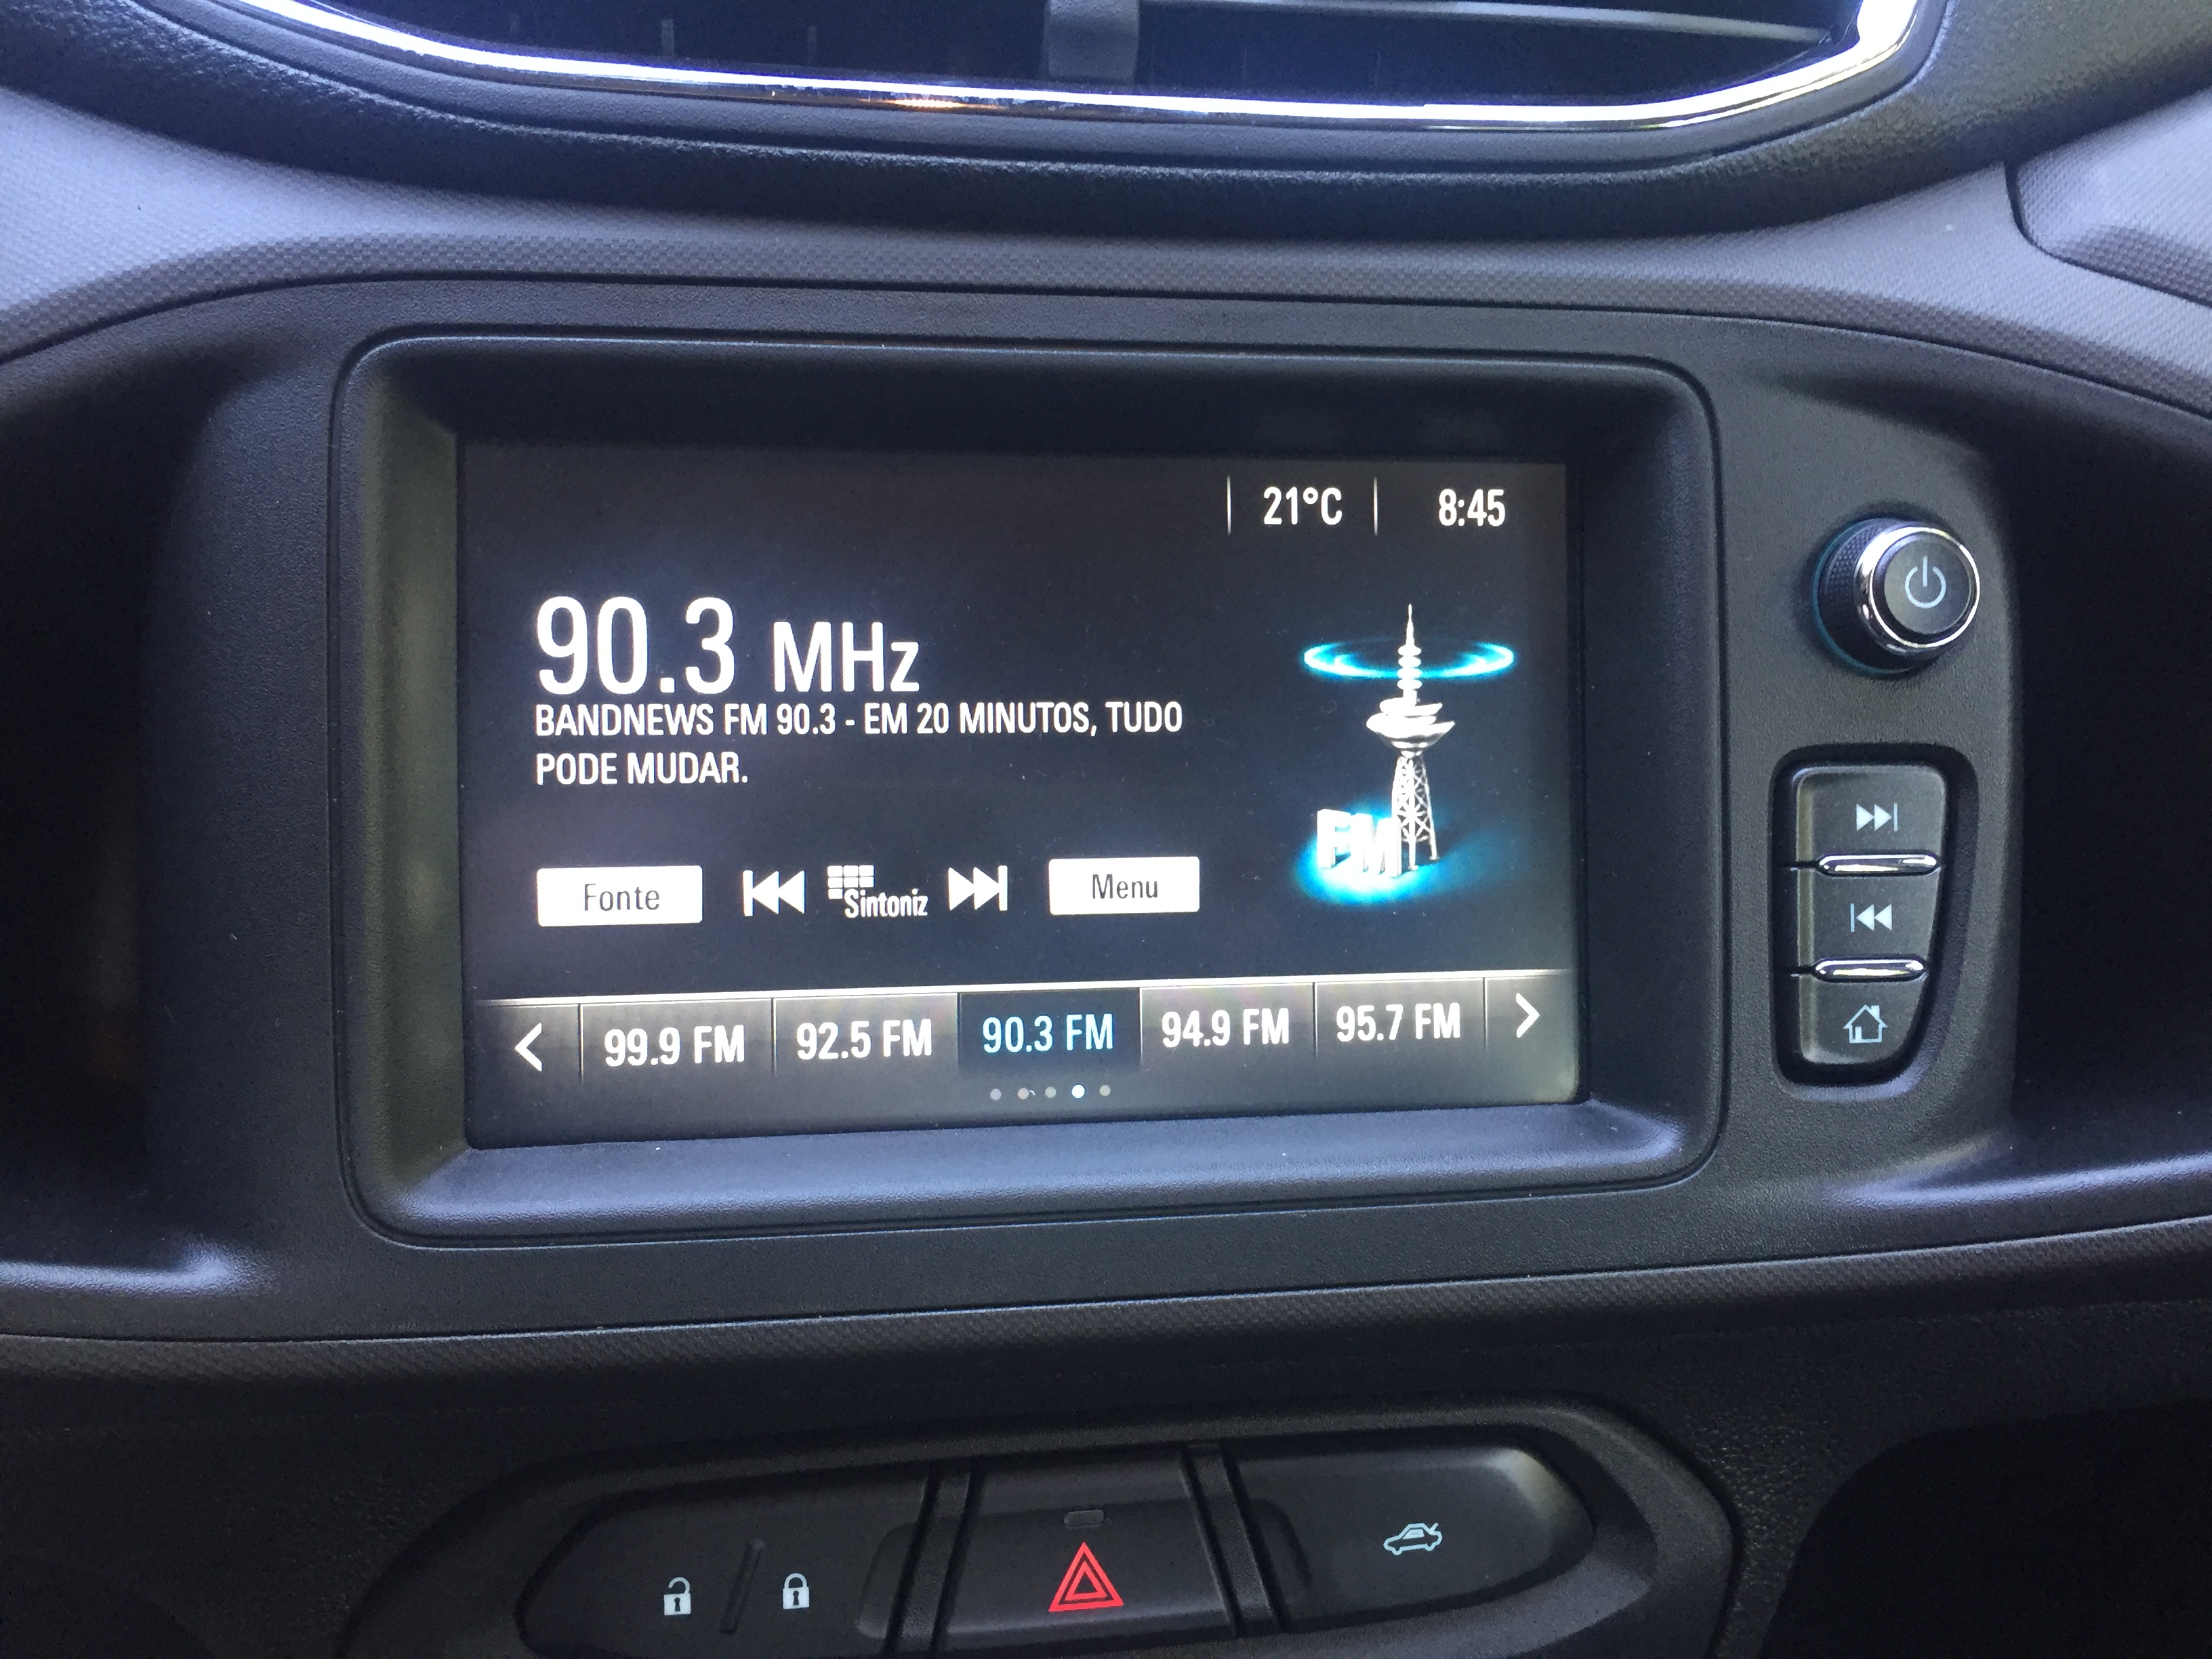 21°C 8:45
90.3 MHz
BANDNEWS FM 90.3 - EM 20 MINUTOS, TUDO
PODE MUDAR.
FM
Fonte Sintoniz Menu
99.9 FM 92.5 FM 90.3 FM 94.9 FM 95.7 FM